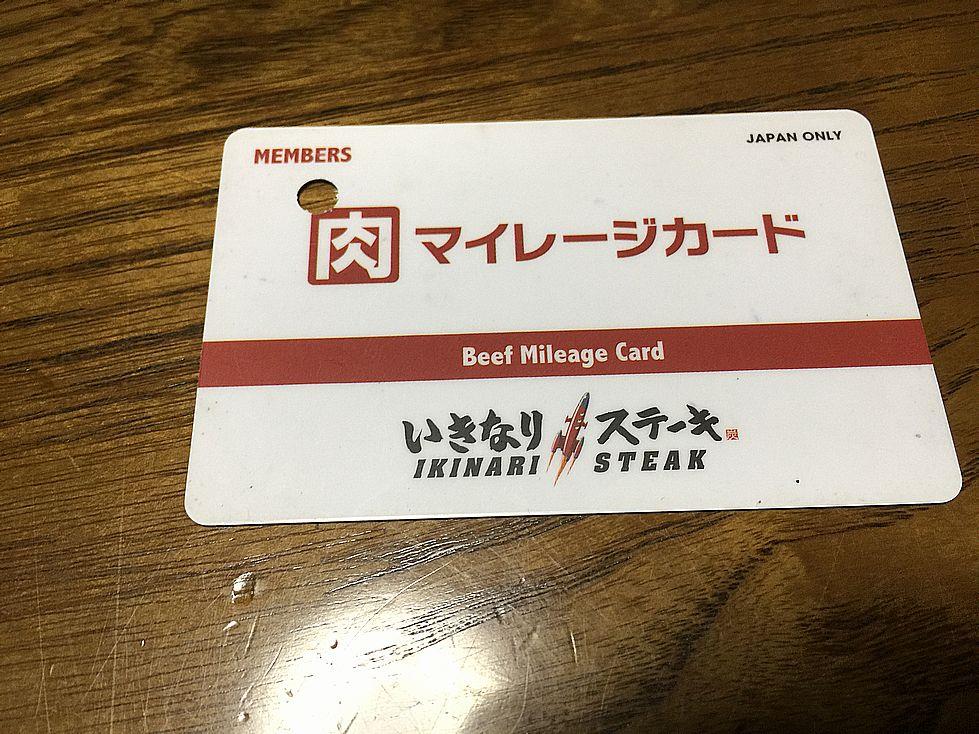 MEMBERS
JAPAN ONLY
肉 マイレージカード
Beef Mileage Card
いきなりステーキ
IKINARI STEAK